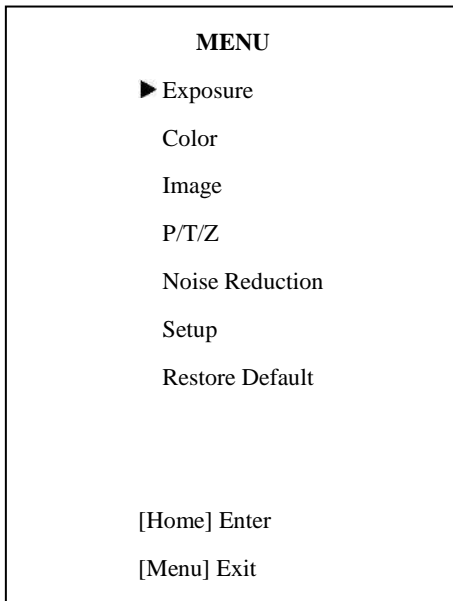 MENU
Exposure
Color
Image
P/T/Z
Noise Reduction
Setup
Restore Default
[Home] Enter
[Menu] Exit